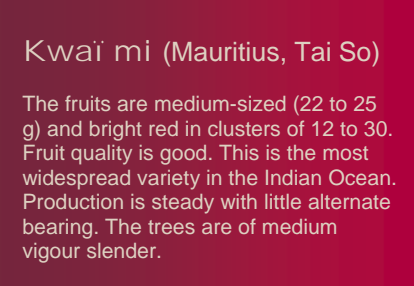 Kwaï mi (Mauritius, Tai So)
The fruits are medium-sized (22 to 25
g) and bright red in clusters of 12 to 30.
Fruit quality is good. This is the most
widespread variety in the Indian Ocean.
Production is steady with little alternate
bearing. The trees are of medium
vigour slender.